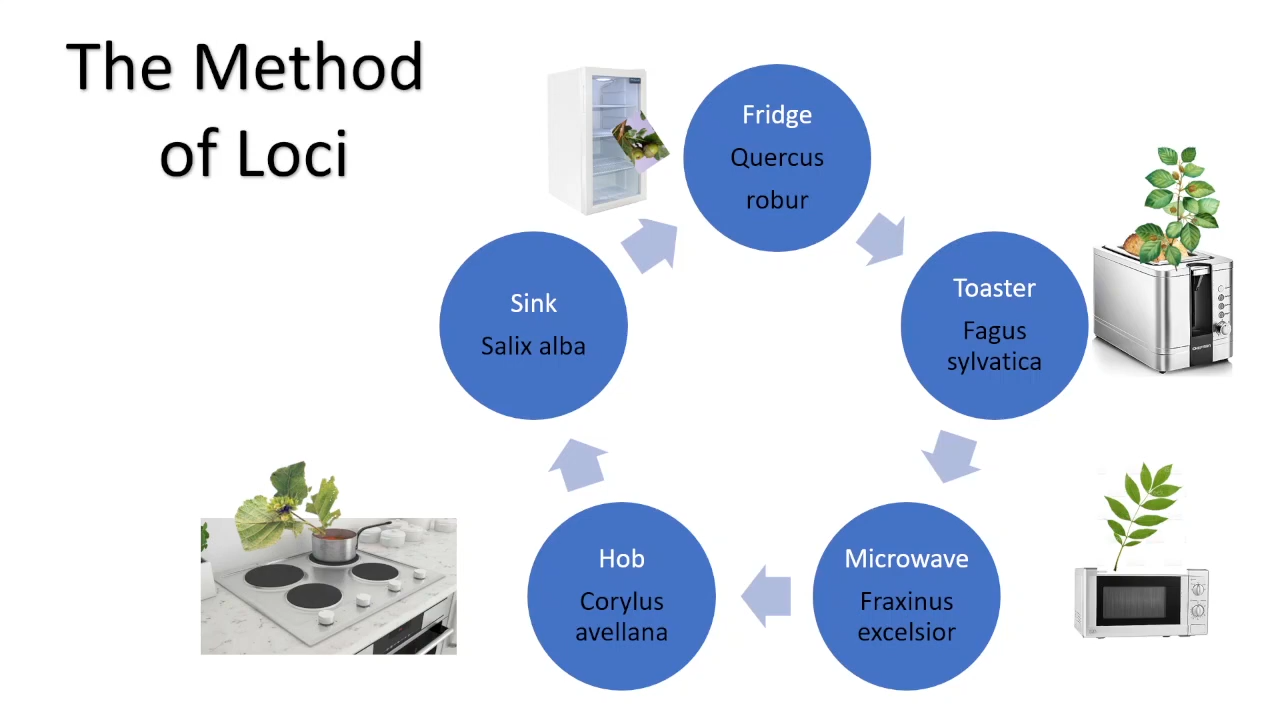 The Method
of Loci
Fridge
Quercus
robur
Toaster
Fagus
sylvatica
Microwave
Fraxinus
excelsior
Hob
Corylus
avellana
Sink
Salix alba